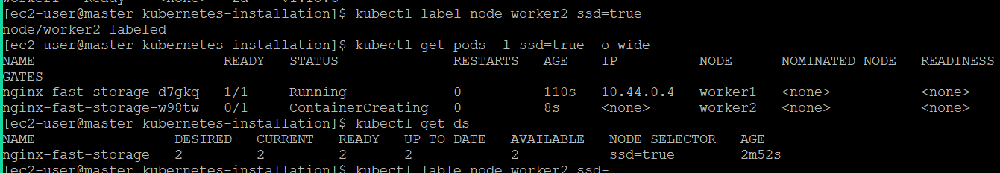 [ec2-user@master kubernetes-installation]$ kubectl label node worker2 ssd=true
node/worker2 labeled
[ec2-user@master kubernetes-installation]$ kubectl get pods -l ssd=true -o wide
NAME READY STATUS RESTARTS AGE IP NODE NOMINATED NODE READINESS
GATES
nginx-fast-storage-d7gkq 1/1 Running 0 110s 10.44.0.4 worker1 <none> <none>
nginx-fast-storage-w98tw 0/1 ContainerCreating 0 8s <none> worker2 <none> <none>
[ec2-user@master kubernetes-installation]$ kubectl get ds
NAME DESIRED CURRENT READY UP-TO-DATE AVAILABLE NODE SELECTOR AGE
nginx-fast-storage 2 2 2 2 2 ssd=true 2m52s
[ec2-user@master kubernetes-installation]$ kubectl lable node worker2 ssd-